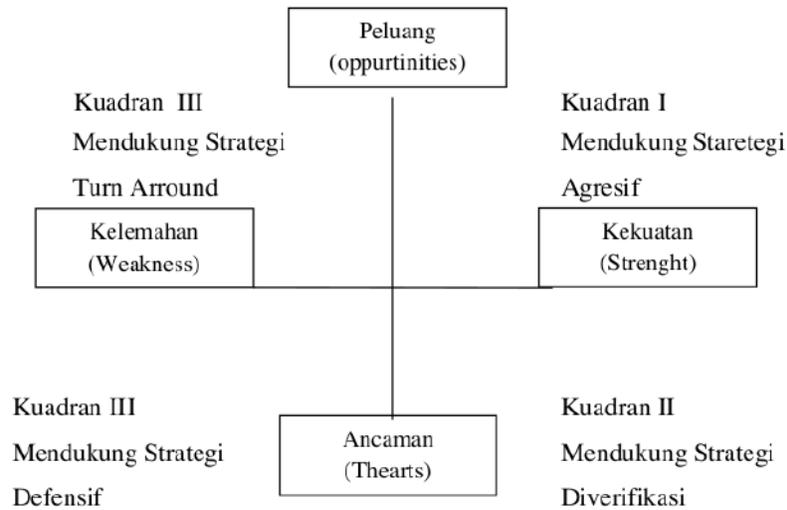 Peluang
(oppurtinities)
Kuadran III
Mendukung Strategi
Turn Arround
Kuadran I
Mendukung Staretegi
Agresif
Kelemahan
(Weakness)
Kekuatan
(Strenght)
Kuadran III
Mendukung Strategi
Defensif
Ancaman
(Thearts)
Kuadran II
Mendukung Strategi
Diverifikasi